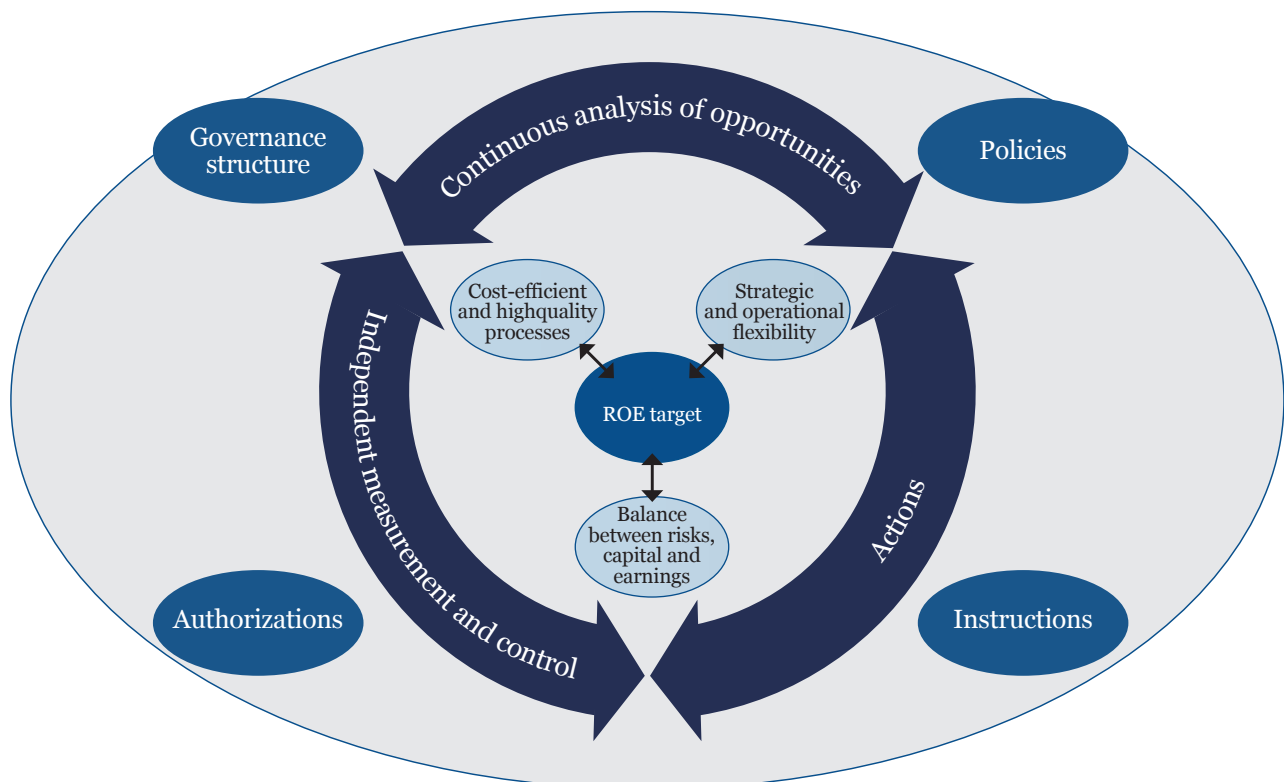 Continuous analysis of opportunities
Governance
structure
Policies
Cost-efficient
and highquality
processes
Strategic
and operational
flexibility
ROE target
Independent measurement and control
Actions
Balance
between risks,
capital and
earnings
Authorizations
Instructions